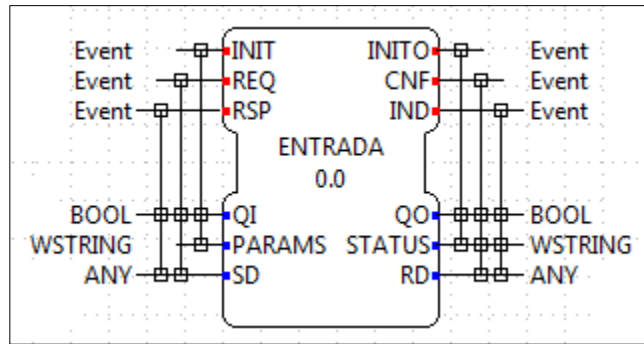 Event INIT INITO Event
Event REQ CNF Event
Event RSP IND Event
ENTRADA
0.0
BOOL QI QO BOOL
WSTRING PARAMS STATUS WSTRING
ANY SD RD ANY